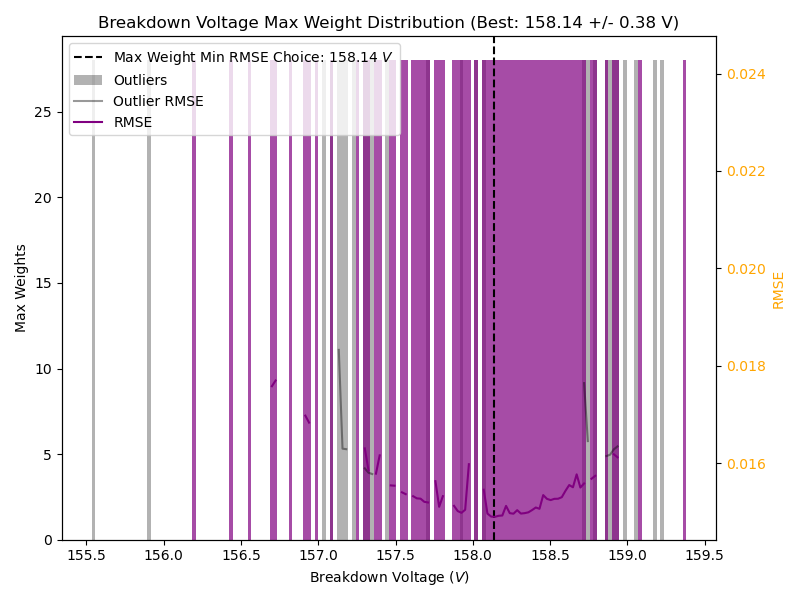 Breakdown Voltage Max Weight Distribution (Best: 158.14 +/- 0.38 V)
Max Weight Min RMSE Choice: 158.14 V
Outliers
Outlier RMSE
RMSE
Max Weights
25
20
15
10
5
0
0.024
0.022
0.020
0.018
0.016
RMSE
155.5 156.0 156.5 157.0 157.5 158.0 158.5 159.0 159.5
Breakdown Voltage (V)